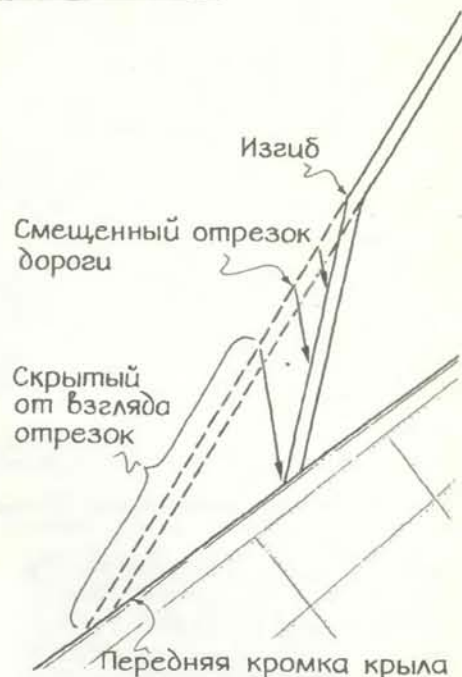 Изгиб
Смещенный отрезок
дороги
Скрытый
от взгляда
отрезок
Передняя кромка крыла